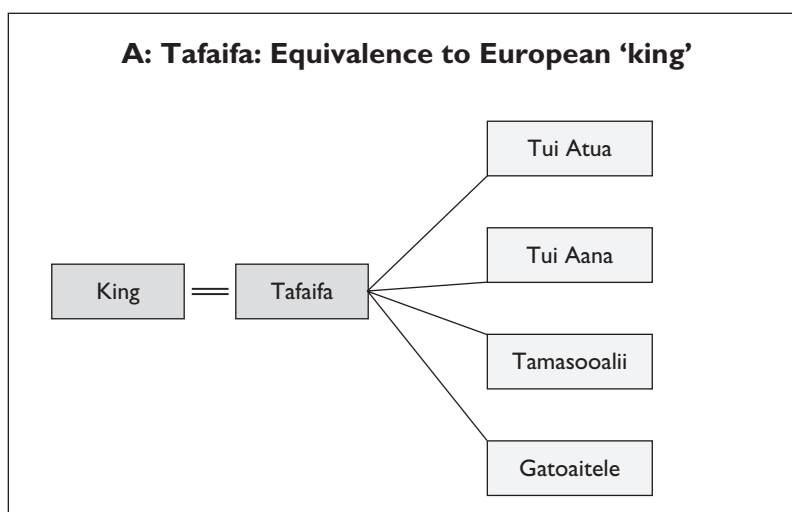 A: Tafaifa: Equivalence to European ‘king’
Tui Atua
Tui Aana
King
Tafaifa
Tamasooalii
Gatoaitele